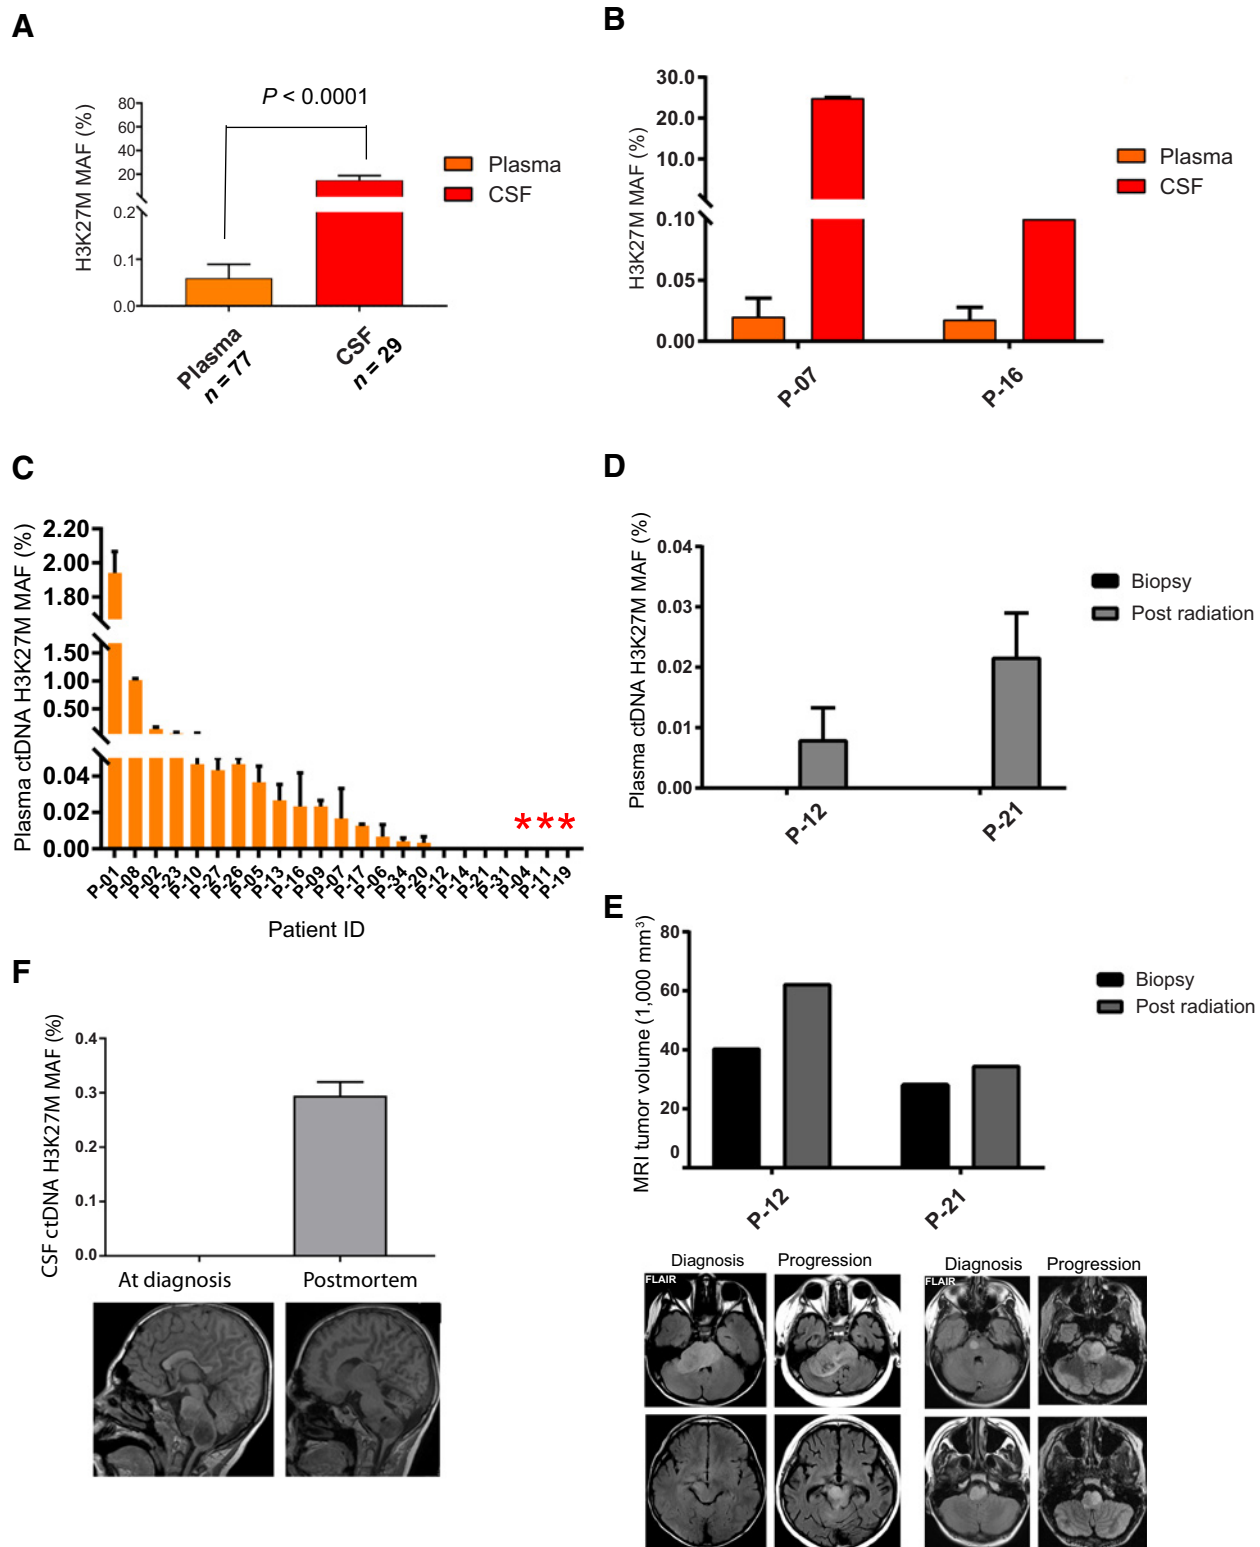 A
H3K27M MAF (%)
80
60
40
20
0.2
0.1
0.0
P < 0.0001
Plasma
CSF
Plasma
n = 77
CSF
n = 29
B
H3K27M MAF (%)
30.0
20.0
10.0
0.10
0.05
0.00
Plasma
CSF
P-07
P-16
C
Plasma ctDNA H3K27M MAF (%)
2.20
2.00
1.80
1.50
1.00
0.50
0.04
0.02
0.00
***
P-01
P-08
P-02
P-23
P-10
P-27
P-26
P-05
P-13
P-16
P-09
P-07
P-17
P-06
P-34
P-20
P-12
P-14
P-21
P-31
P-04
P-11
P-19
Patient ID
D
Plasma ctDNA H3K27M MAF (%)
0.04
0.03
0.02
0.01
0.00
Biopsy
Post radiation
P-12
P-21
E
MRI tumor volume (1,000 mm³)
80
60
40
20
0
Biopsy
Post radiation
P-12
P-21
Diagnosis Progression
Diagnosis Progression
FLAIR
FLAIR
F
CSF ctDNA H3K27M MAF (%)
0.4
0.3
0.2
0.1
0.0
At diagnosis
Postmortem